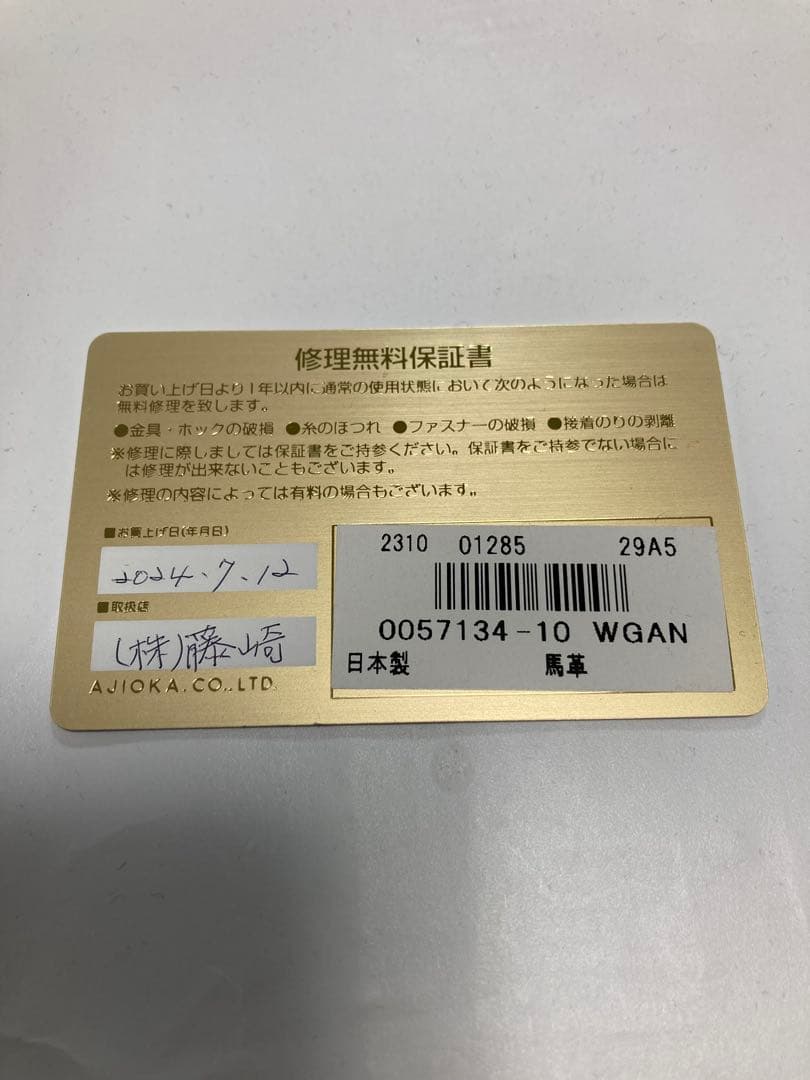 修理無料保証書
お買い上げ日より1年以内に通常の使用状態において次のようになった場合は
無料修理を致します。
●金具・ホックの破損 ●糸のほつれ ●ファスナーの破損 ●接着のりの剥離
※修理に際しましては保証書をご持参ください。保証書をご持参でない場合に
は修理が出来ないこともございます。
※修理の内容によっては有料の場合もございます。
■お買上げ日(年月日)
2024.7.12
■取扱店
(株)藤崎
AJIOKA.CO.,LTD.
2310 01285 29A5
0057134-10 WGAN
日本製 馬革